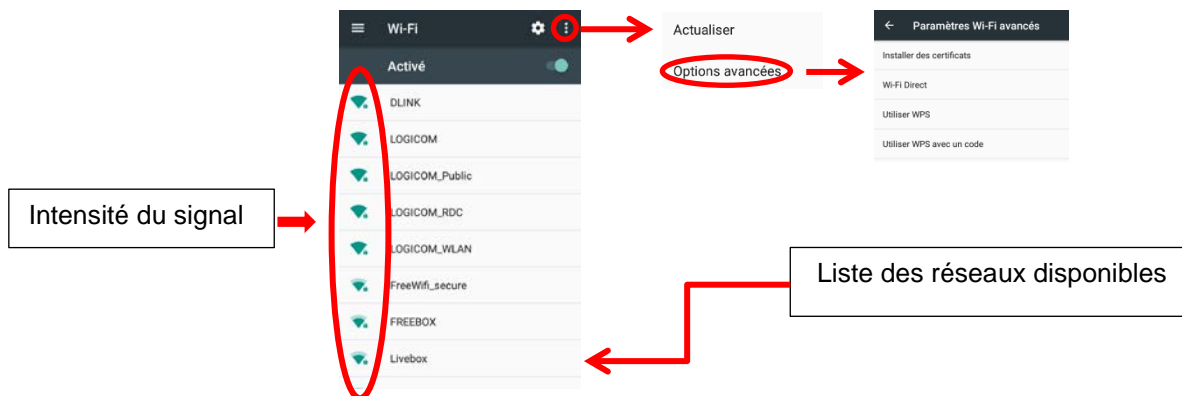 Wi-Fi
Activé
DLINK
LOGICOM
LOGICOM_Public
LOGICOM_RDC
LOGICOM_WLAN
FreeWifi_secure
FREEBOX
Livebox
Actualiser
Options avancées
Paramètres Wi-Fi avancés
Installer des certificats
Wi-Fi Direct
Utiliser WPS
Utiliser WPS avec un code
Intensité du signal
Liste des réseaux disponibles